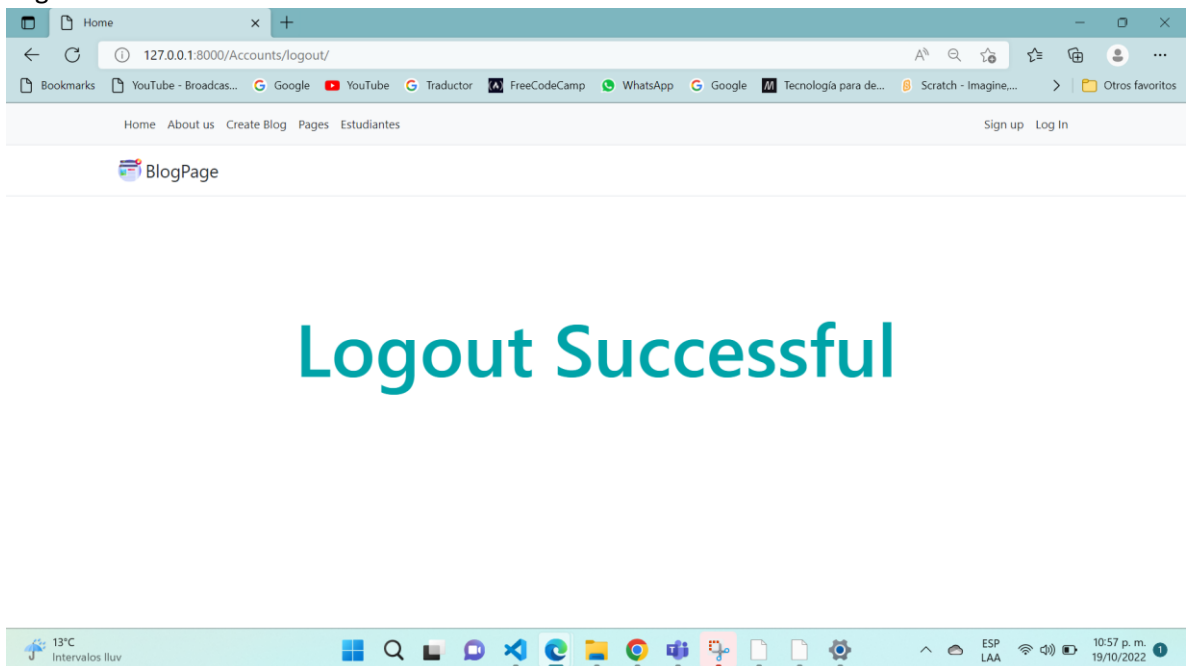 Home
127.0.0.1:8000/Accounts/logout/
Bookmarks YouTube - Broadcas... Google YouTube Traductor FreeCodeCamp WhatsApp Google Tecnología para de... Scratch - Imagine,... Otros favoritos
Home About us Create Blog Pages Estudiantes Sign up Log In
BlogPage
Logout Successful
13°C
Intervalos lluv
ESP
LAA
10:57 p. m.
19/10/2022
1